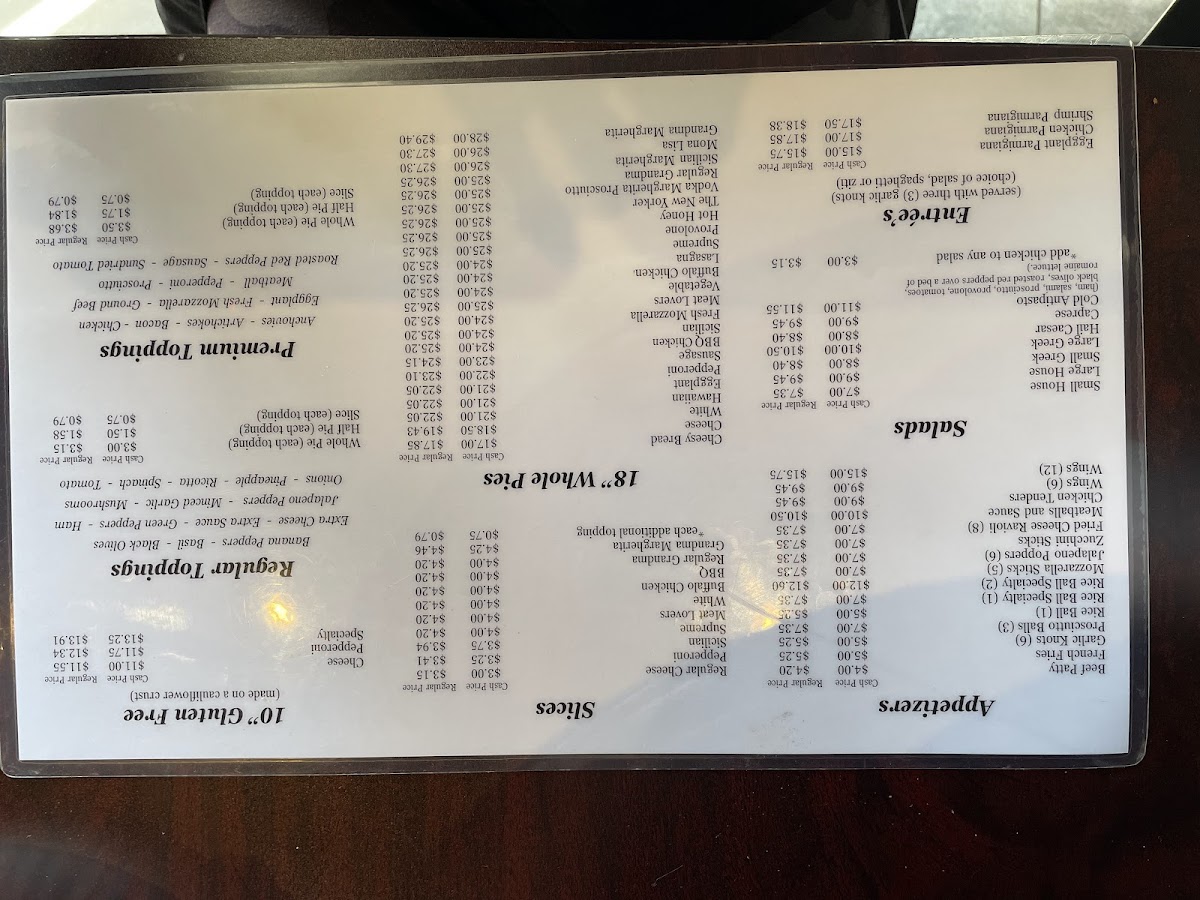 Appetizers
Cash Price Regular Price
Beef Patty $4.00 $4.20
French Fries $5.00 $5.25
Garlic Knots (6) $5.00 $5.25
Prosciutto Balls (3) $7.00 $7.35
Rice Ball (1) $5.00 $5.25
Rice Ball Specialty (1) $7.00 $7.35
Rice Ball Specialty (2) $12.00 $12.60
Mozzarella Sticks (5) $7.00 $7.35
Jalapeno Poppers (6) $7.00 $7.35
Zucchini Sticks $7.00 $7.35
Fried Cheese Ravioli (8) $7.00 $7.35
Meatballs and Sauce $10.00 $10.50
Chicken Tenders $9.00 $9.45
Wings (6) $9.00 $9.45
Wings (12) $15.00 $15.75
Salads
Cash Price Regular Price
Small House $7.00 $7.35
Large House $9.00 $9.45
Small Greek $8.00 $8.40
Large Greek $10.00 $10.50
Half Caesar $8.00 $8.40
Caprese $9.00 $9.45
Cold Antipasto $11.00 $11.55
(ham, salami, prosciutto, provolone, tomatoes,
black olives, roasted red peppers over a bed of
romaine lettuce.)
*add chicken to any salad $3.00 $3.15
Entrée's
(served with three (3) garlic knots)
(choice of salad, spaghetti or ziti)
Cash Price Regular Price
Eggplant Parmigiana $15.00 $15.75
Chicken Parmigiana $17.00 $17.85
Shrimp Parmigiana $17.50 $18.38
Slices
Cash Price Regular Price
Regular Cheese $3.00 $3.15
Pepperoni $3.25 $3.41
Sicilian $3.75 $3.94
Supreme $4.00 $4.20
Meat Lovers $4.00 $4.20
White $4.00 $4.20
Buffalo Chicken $4.00 $4.20
BBQ $4.00 $4.20
Regular Grandma $4.00 $4.20
Grandma Margherita $4.25 $4.46
*each additional topping $0.75 $0.79
18" Whole Pies
Cash Price Regular Price
Cheesy Bread $17.00 $17.85
Cheese $18.50 $19.43
White $21.00 $22.05
Hawaiian $21.00 $22.05
Eggplant $21.00 $22.05
Pepperoni $22.00 $23.10
Sausage $23.00 $24.15
BBQ Chicken $24.00 $25.20
Sicilian $24.00 $25.20
Fresh Mozzarella $24.00 $25.20
Meat Lovers $25.00 $26.25
Vegetable $24.00 $25.20
Buffalo Chicken $24.00 $25.20
Lasagna $24.00 $25.20
Supreme $25.00 $26.25
Provolone $25.00 $26.25
Hot Honey $25.00 $26.25
The New Yorker $25.00 $26.25
Vodka Margherita Prosciutto $25.00 $26.25
Regular Grandma $25.00 $26.25
Sicilian Margherita $26.00 $27.30
Mona Lisa $26.00 $27.30
Grandma Margherita $28.00 $29.40
10" Gluten Free
(made on a cauliflower crust)
Cash Price Regular Price
Cheese $11.00 $11.55
Pepperoni $11.75 $12.34
Specialty $13.25 $13.91
Regular Toppings
Banana Peppers - Basil - Black Olives
Extra Cheese - Extra Sauce - Green Peppers - Ham
Jalapeno Peppers - Minced Garlic - Mushrooms
Onions - Pineapple - Ricotta - Spinach - Tomato
Cash Price Regular Price
Whole Pie (each topping) $3.00 $3.15
Half Pie (each topping) $1.50 $1.58
Slice (each topping) $0.75 $0.79
Premium Toppings
Anchovies - Artichokes - Bacon - Chicken
Eggplant - Fresh Mozzarella - Ground Beef
Meatball - Pepperoni - Prosciutto
Roasted Red Peppers - Sausage - Sundried Tomato
Cash Price Regular Price
Whole Pie (each topping) $3.50 $3.68
Half Pie (each topping) $1.75 $1.84
Slice (each topping) $0.75 $0.79